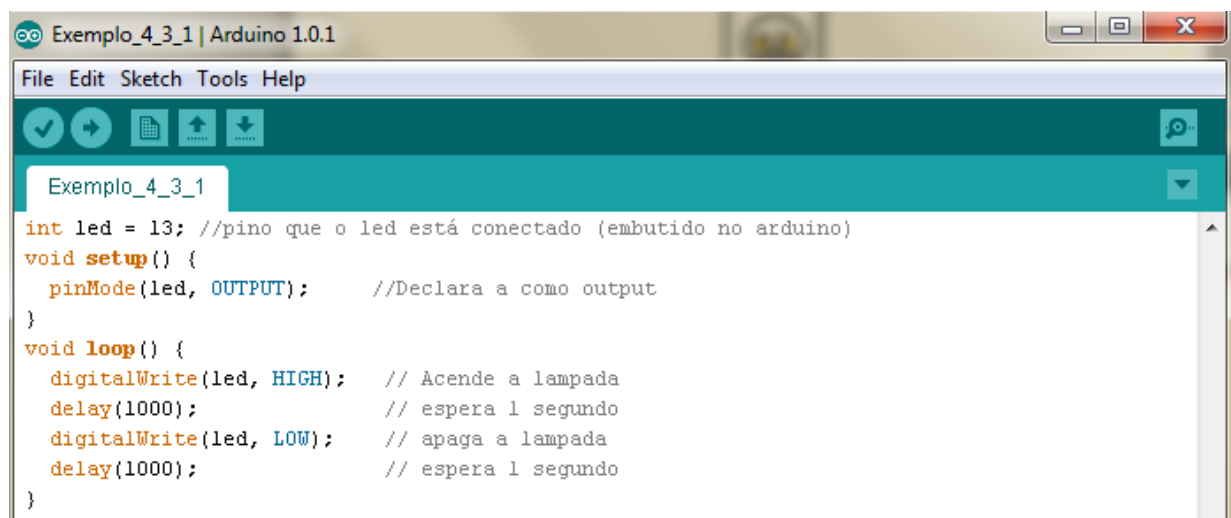 Exemplo_4_3_1 | Arduino 1.0.1
File Edit Sketch Tools Help
Exemplo_4_3_1
int led = 13; //pino que o led está conectado (embutido no arduino)
void setup() {
  pinMode(led, OUTPUT);     //Declara a como output
}
void loop() {
  digitalWrite(led, HIGH);   // Acende a lampada
  delay(1000);               // espera 1 segundo
  digitalWrite(led, LOW);    // apaga a lampada
  delay(1000);               // espera 1 segundo
}